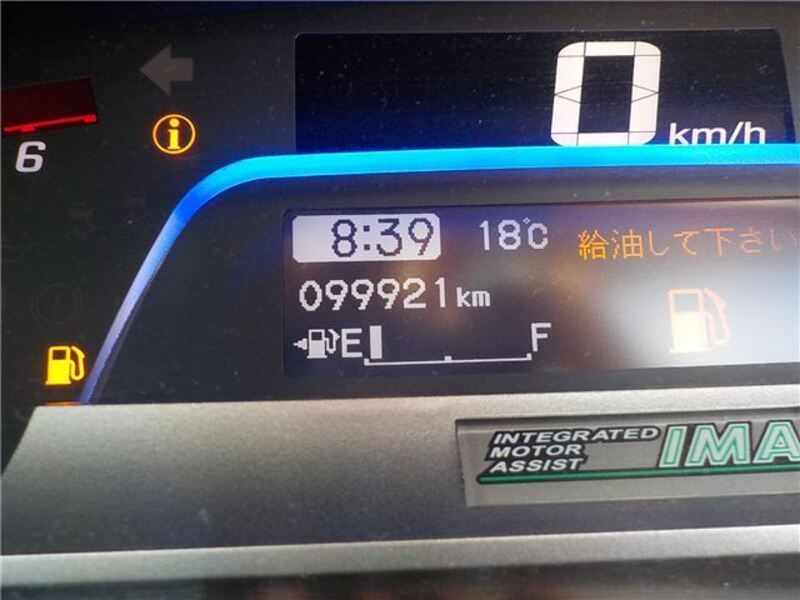 0 km/h
6
8:39 18°C 給油して下さい
099921km
E F
INTEGRATED
MOTOR
ASSIST
IMA